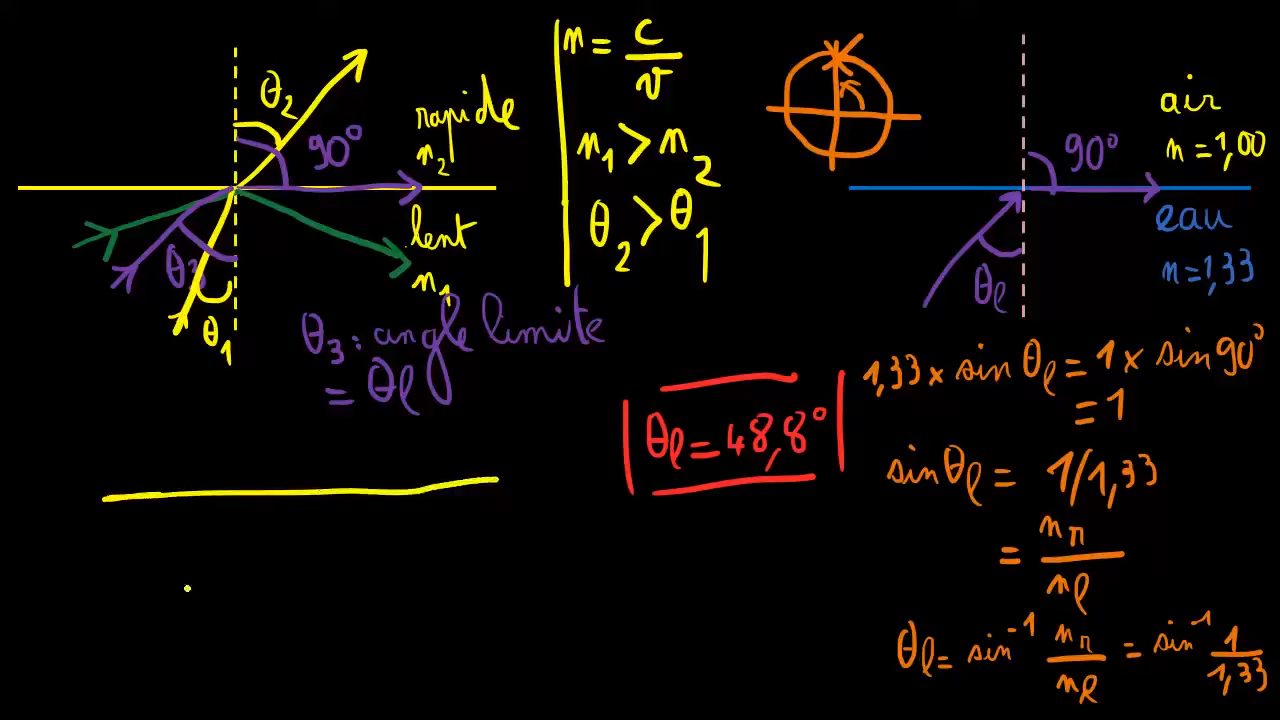 θ2
90°
rapide
n2
lent
n1
θ3
θ1
θ3 : angle limite
= θl
n = c/v
n1 > n2
θ2 > θ1
air
n = 1,00
90°
eau
n = 1,33
θl
1,33 × sin θl = 1 × sin 90°
= 1
sin θl = 1/1,33
= nr/nl
θl = sin⁻¹ nr/nl = sin⁻¹ 1/1,33
θl = 48,8°